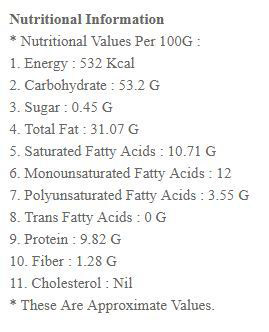 Nutritional Information
* Nutritional Values Per 100G :
1. Energy : 532 Kcal
2. Carbohydrate : 53.2 G
3. Sugar : 0.45 G
4. Total Fat : 31.07 G
5. Saturated Fatty Acids : 10.71 G
6. Monounsaturated Fatty Acids : 12
7. Polyunsaturated Fatty Acids : 3.55 G
8. Trans Fatty Acids : 0 G
9. Protein : 9.82 G
10. Fiber : 1.28 G
11. Cholesterol : Nil
* These Are Approximate Values.